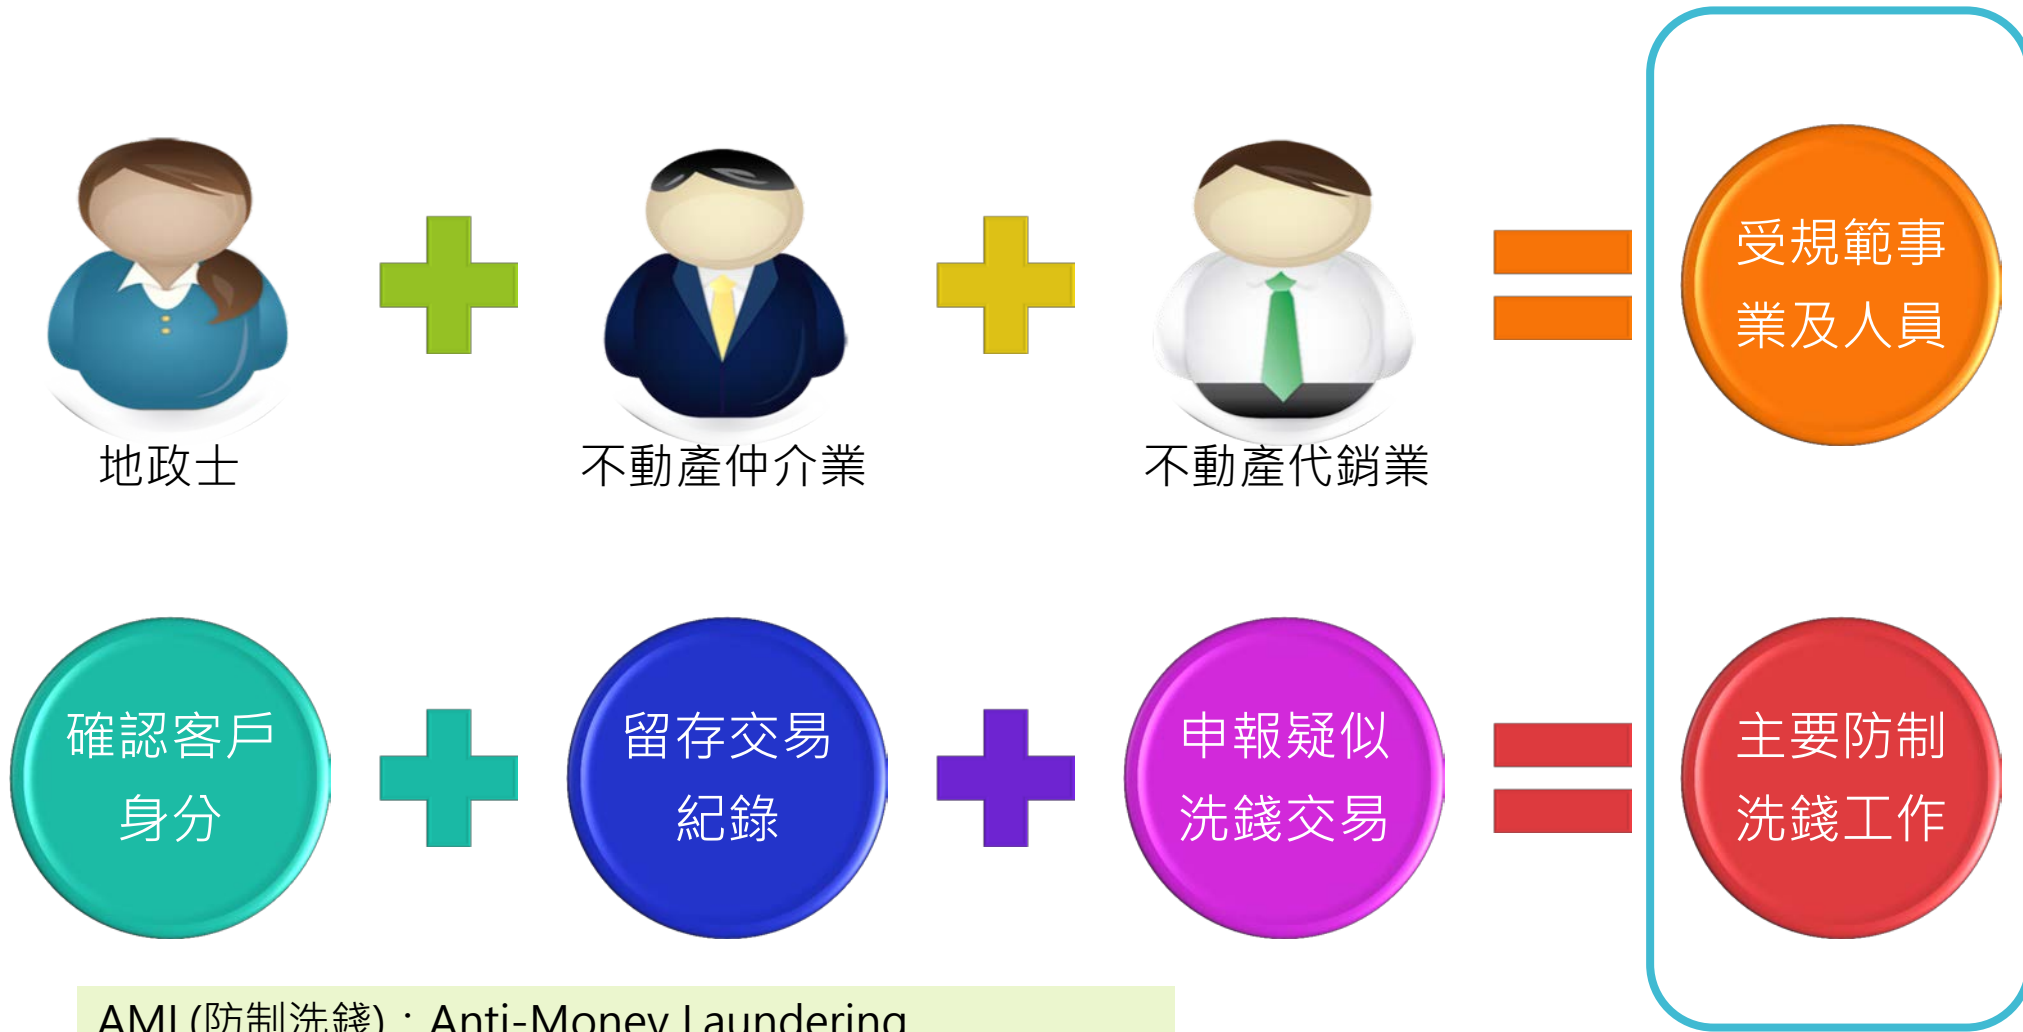 受規範事
業及人員
地政士
不動產仲介業
不動產代銷業
確認客戶
身分
留存交易
紀錄
申報疑似
洗錢交易
主要防制
洗錢工作
AML(防制洗錢)：Anti-Money Laundering